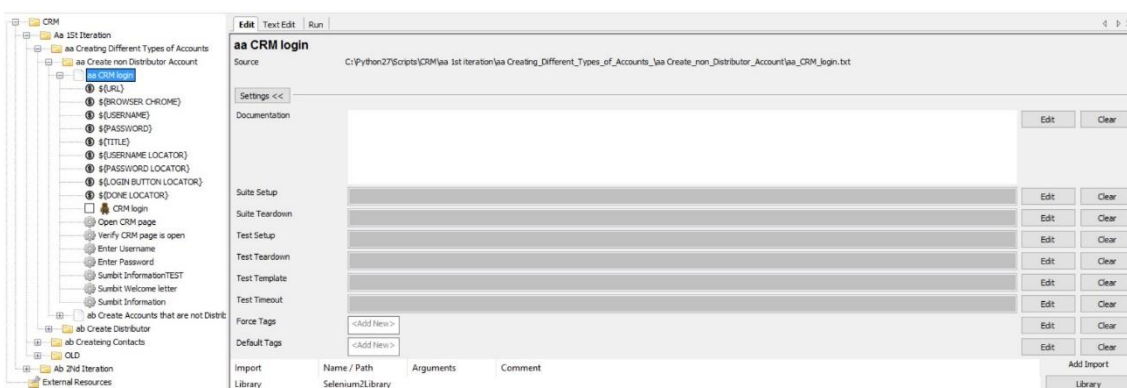 CRM
Aa 1St Iteration
aa Creating Different Types of Accounts
aa Create non Distributor Account
aa CRM login
${URL}
${BROWSER CHROME}
${USERNAME}
${PASSWORD}
${TITLE}
${USERNAME LOCATOR}
${PASSWORD LOCATOR}
${LOGIN BUTTON LOCATOR}
${DONE LOCATOR}
CRM login
Open CRM page
Verify CRM page is open
Enter Username
Enter Password
Sumbit InformationTEST
Sumbit Welcome letter
Sumbit Information
ab Create Accounts that are not Distrib
ab Create Distributor
ab Createing Contacts
OLD
Ab 2Nd Iteration
External Resources
Edit Text Edit Run
aa CRM login
Source C:\Python27\Scripts\CRM\aa 1st iteration\aa Creating_Different_Types_of_Accounts_\aa Create_non_Distributor_Account\aa_CRM_login.txt
Settings <<
Documentation Edit Clear
Suite Setup Edit Clear
Suite Teardown Edit Clear
Test Setup Edit Clear
Test Teardown Edit Clear
Test Template Edit Clear
Test Timeout Edit Clear
Force Tags <Add New> Edit Clear
Default Tags <Add New> Edit Clear
Import Name / Path Arguments Comment Add Import
Library Selenium2Library Library